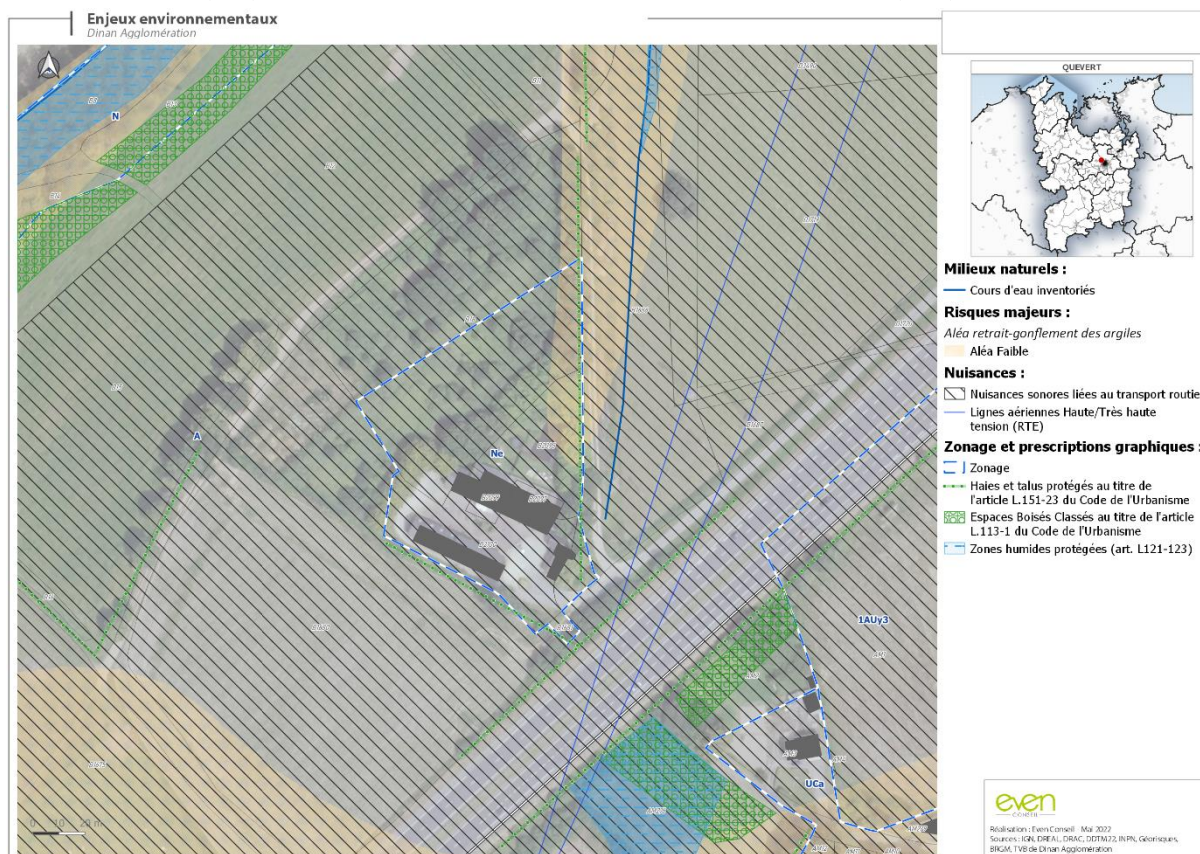 Enjeux environnementaux
Dinan Agglomération
QUEVERT
Milieux naturels :
Cours d'eau inventoriés
Risques majeurs :
Aléa retrait-gonflement des argiles
Aléa Faible
Nuisances :
Nuisances sonores liées au transport routie
Lignes aériennes Haute/Très haute
tension (RTE)
Zonage et prescriptions graphiques :
Zonage
Haies et talus protégés au titre de
l'article L.151-23 du Code de l'Urbanisme
Espaces Boisés Classés au titre de l'article
L.113-1 du Code de l'Urbanisme
Zones humides protégées (art. L121-123)
N
A
Ne
1AUy3
UCa
0 10 20 m
even
conseil
Réalisation : Even Conseil - Mai 2022
Sources : IGN, DREAL, DRAC, DDTM22, INPN, Géorisques,
BRGM, TVB de Dinan Agglomération